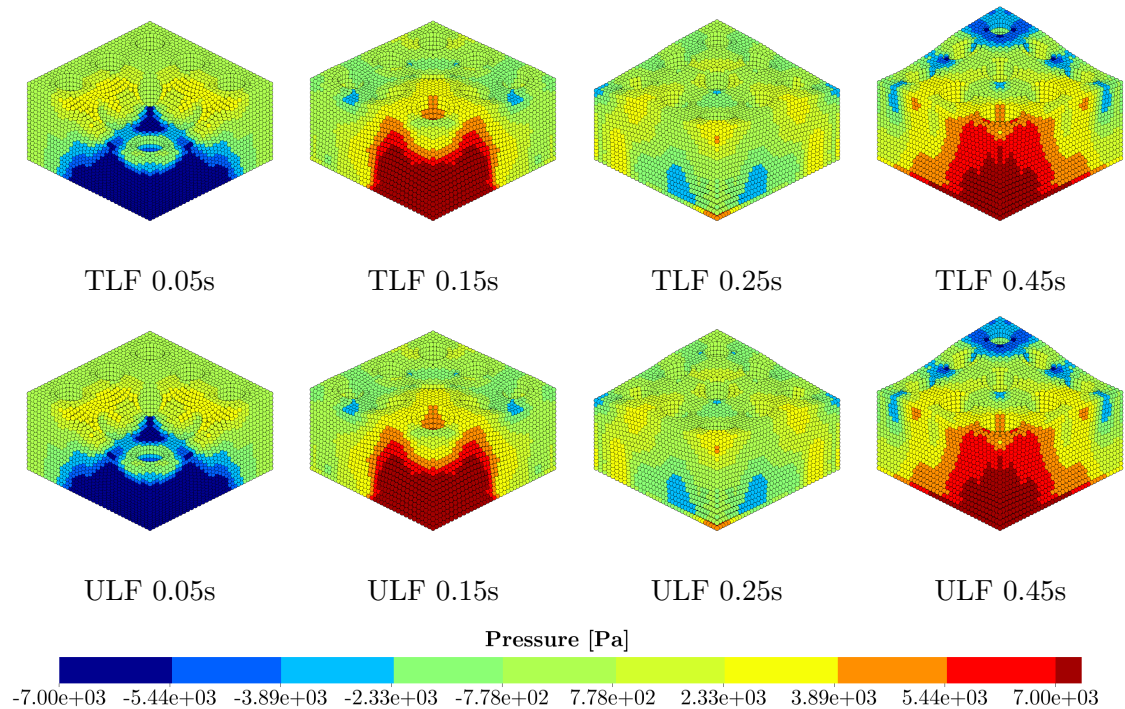 TLF 0.05s TLF 0.15s TLF 0.25s TLF 0.45s
ULF 0.05s ULF 0.15s ULF 0.25s ULF 0.45s
Pressure [Pa]
-7.00e+03 -5.44e+03 -3.89e+03 -2.33e+03 -7.78e+02 7.78e+02 2.33e+03 3.89e+03 5.44e+03 7.00e+03